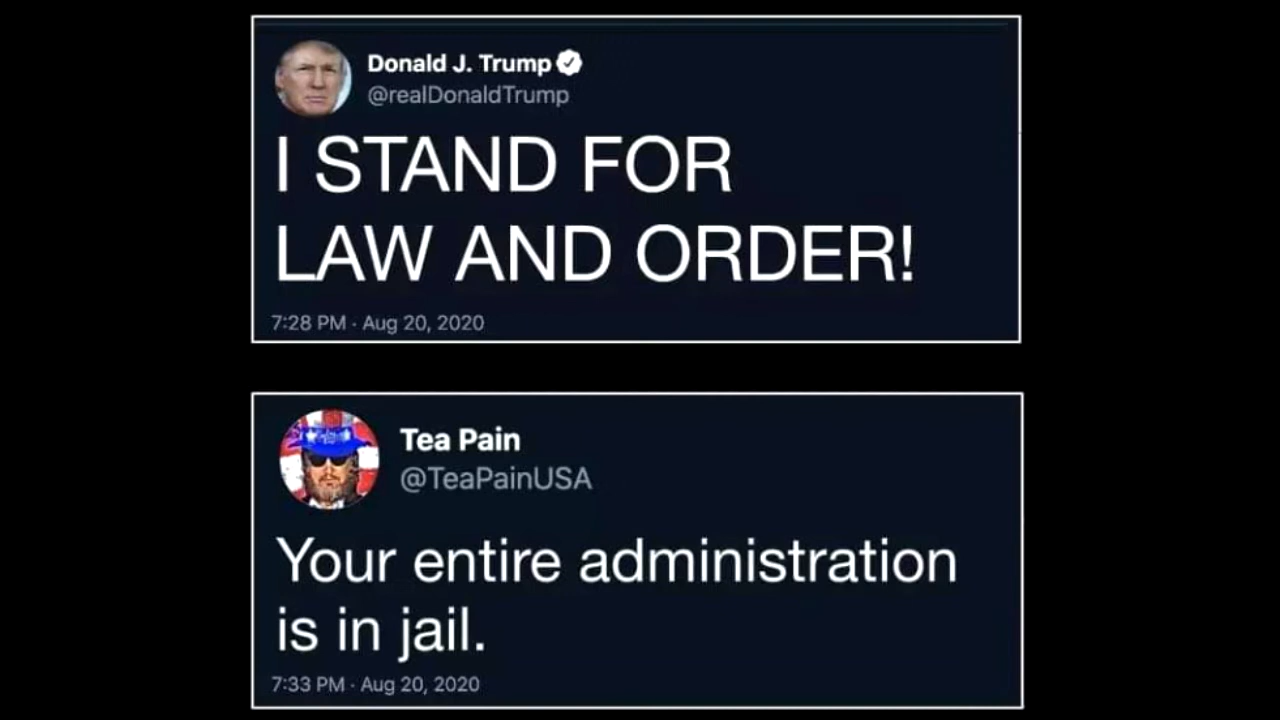 Donald J. Trump
@realDonaldTrump
I STAND FOR
LAW AND ORDER!
7:28 PM · Aug 20, 2020
Tea Pain
@TeaPainUSA
Your entire administration
is in jail.
7:33 PM · Aug 20, 2020